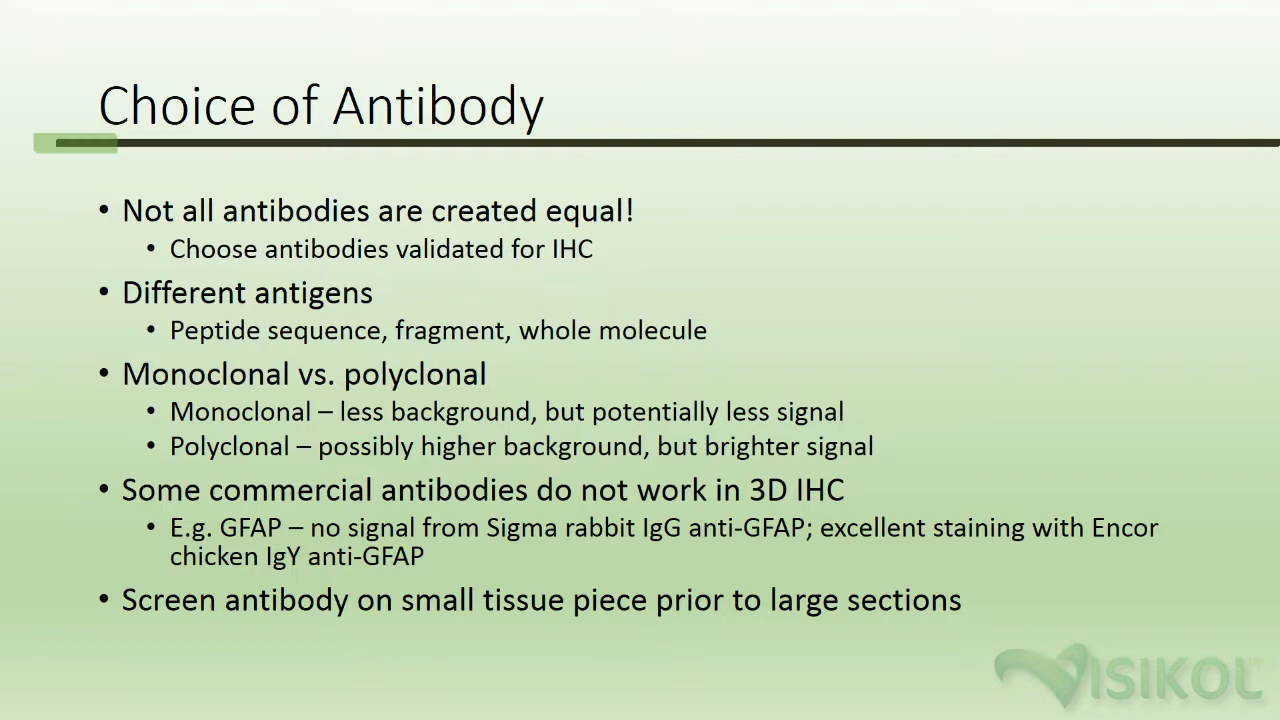 Choice of Antibody
• Not all antibodies are created equal!
• Choose antibodies validated for IHC
• Different antigens
• Peptide sequence, fragment, whole molecule
• Monoclonal vs. polyclonal
• Monoclonal – less background, but potentially less signal
• Polyclonal – possibly higher background, but brighter signal
• Some commercial antibodies do not work in 3D IHC
• E.g. GFAP – no signal from Sigma rabbit IgG anti-GFAP; excellent staining with Encor
chicken IgY anti-GFAP
• Screen antibody on small tissue piece prior to large sections
VISIKOL